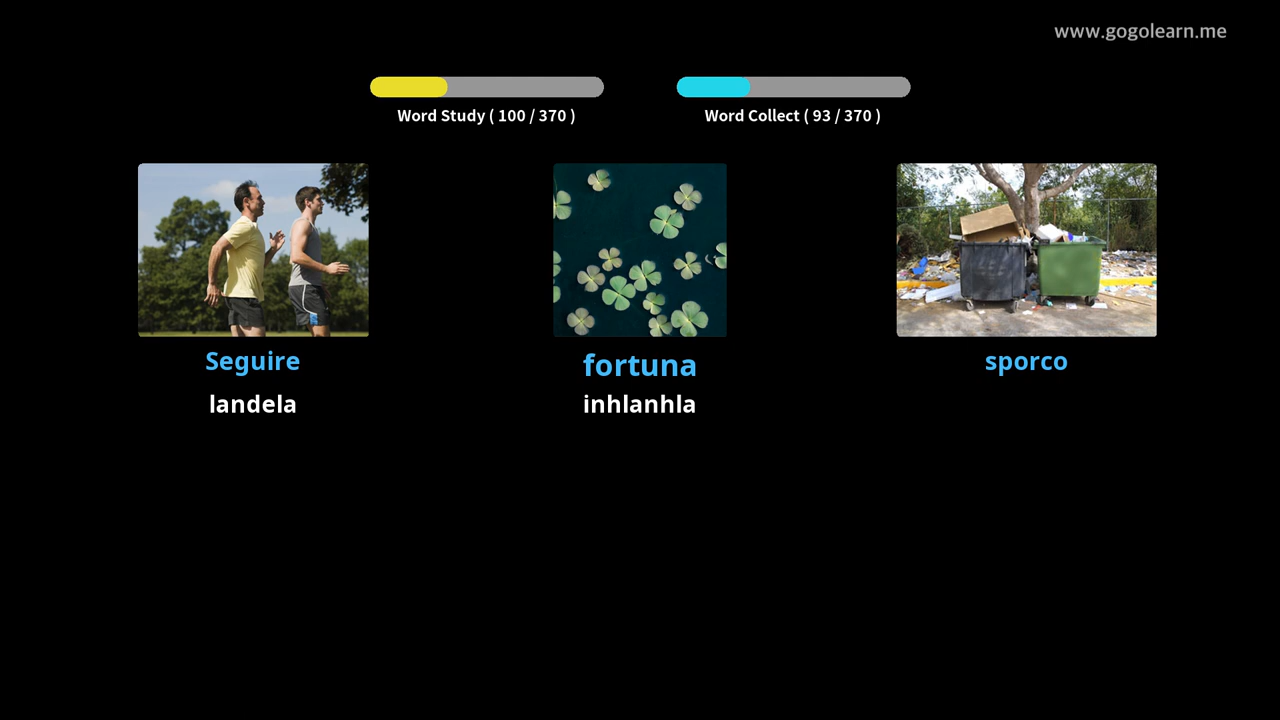 www.gogolearn.me
Word Study ( 100 / 370 )
Word Collect ( 93 / 370 )
Seguire
fortuna
sporco
landela
inhlanhla